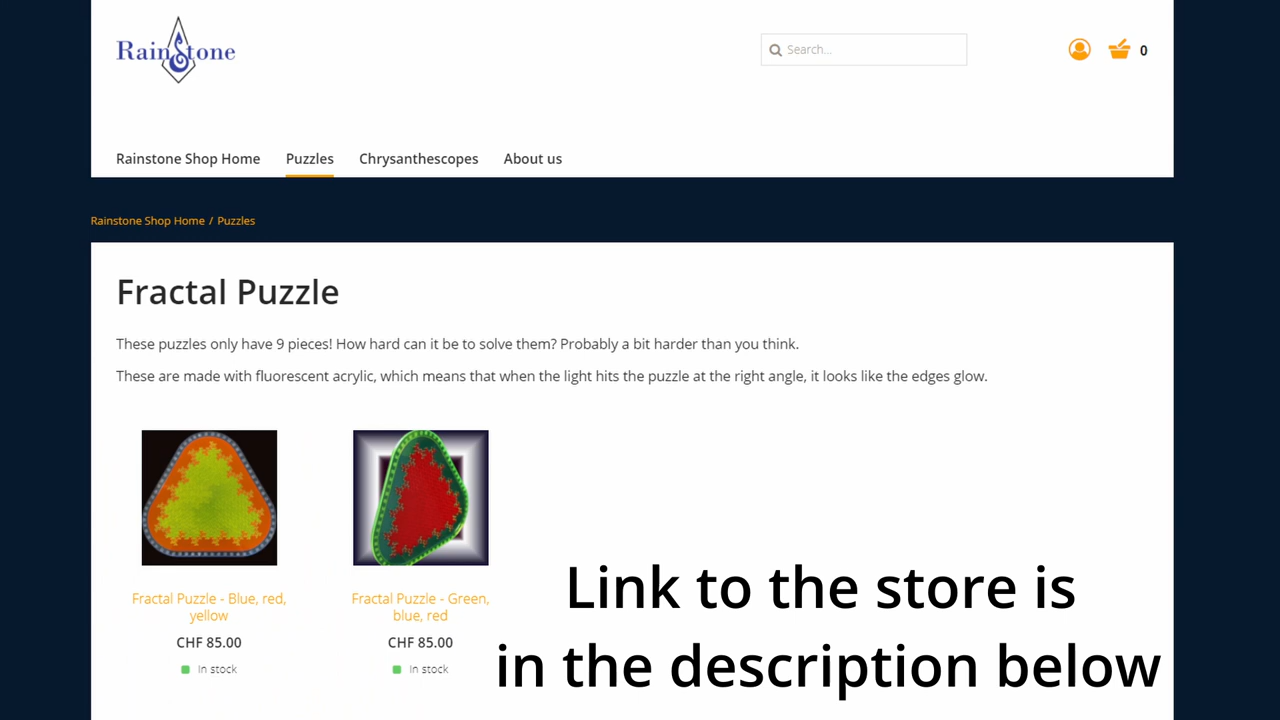 RainStone
Search...
0
Rainstone Shop Home Puzzles Chrysanthescopes About us
Rainstone Shop Home / Puzzles
Fractal Puzzle
These puzzles only have 9 pieces! How hard can it be to solve them? Probably a bit harder than you think.
These are made with fluorescent acrylic, which means that when the light hits the puzzle at the right angle, it looks like the edges glow.
Fractal Puzzle - Blue, red,
yellow
CHF 85.00
In stock
Fractal Puzzle - Green,
blue, red
CHF 85.00
In stock
Link to the store is
in the description below